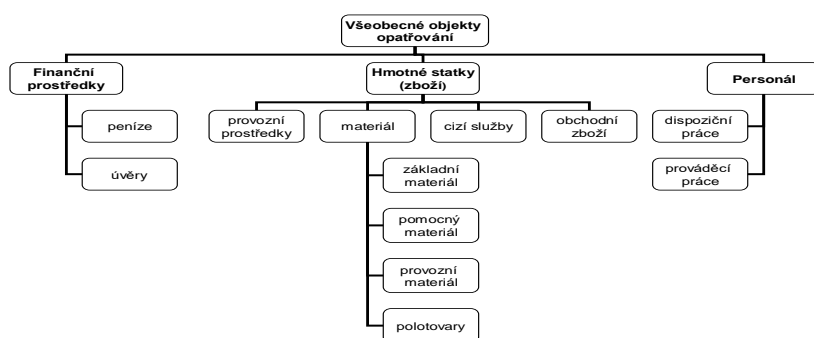 Všeobecné objekty
opatřování
Finanční
prostředky
Hmotné statky
(zboží)
Personál
peníze
provozní
prostředky
materiál
cizí služby
obchodní
zboží
dispoziční
práce
úvěry
základní
materiál
prováděcí
práce
pomocný
materiál
provozní
materiál
polotovary